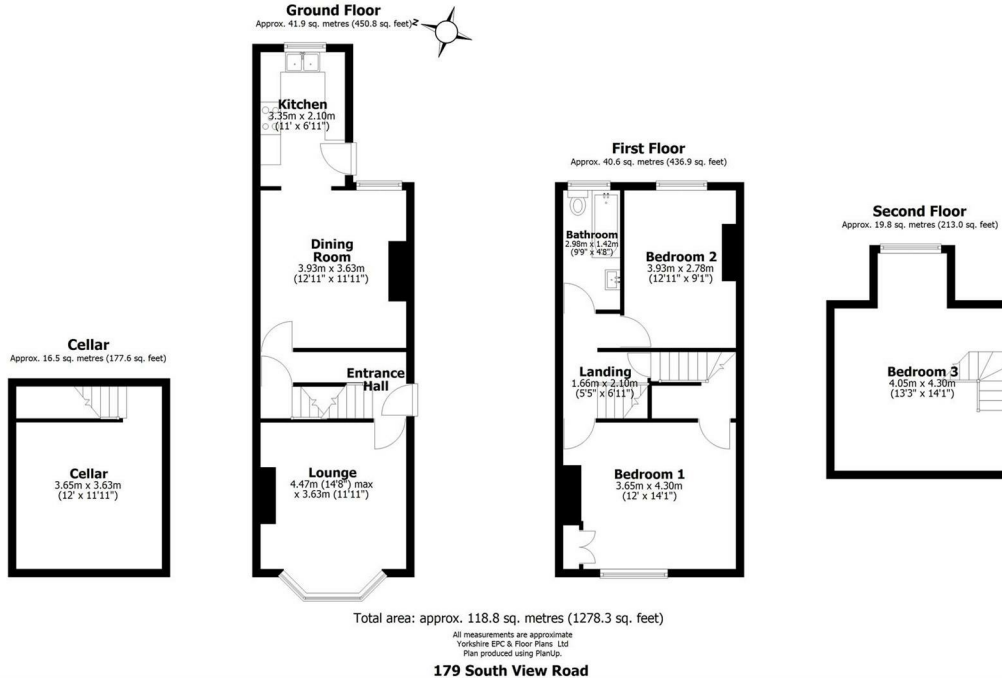 Ground Floor
Approx. 41.9 sq. metres (450.8 sq. feet)
N
Kitchen
3.35m x 2.10m
(11' x 6'11")
Dining
Room
3.93m x 3.63m
(12'11" x 11'11")
Entrance
Hall
Lounge
4.47m (14'8") max
x 3.63m (11'11")
First Floor
Approx. 40.6 sq. metres (436.9 sq. feet)
Bathroom
2.98m x 1.42m
(9'9" x 4'8")
Bedroom 2
3.93m x 2.78m
(12'11" x 9'1")
Landing
1.66m x 2.10m
(5'5" x 6'11")
Bedroom 1
3.65m x 4.30m
(12' x 14'1")
Second Floor
Approx. 19.8 sq. metres (213.0 sq. feet)
Bedroom 3
4.05m x 4.30m
(13'3" x 14'1")
Cellar
Approx. 16.5 sq. metres (177.6 sq. feet)
Cellar
3.65m x 3.63m
(12' x 11'11")
Total area: approx. 118.8 sq. metres (1278.3 sq. feet)
All measurements are approximate
Yorkshire EPC & Floor Plans Ltd
Plan produced using PlanUp.
179 South View Road